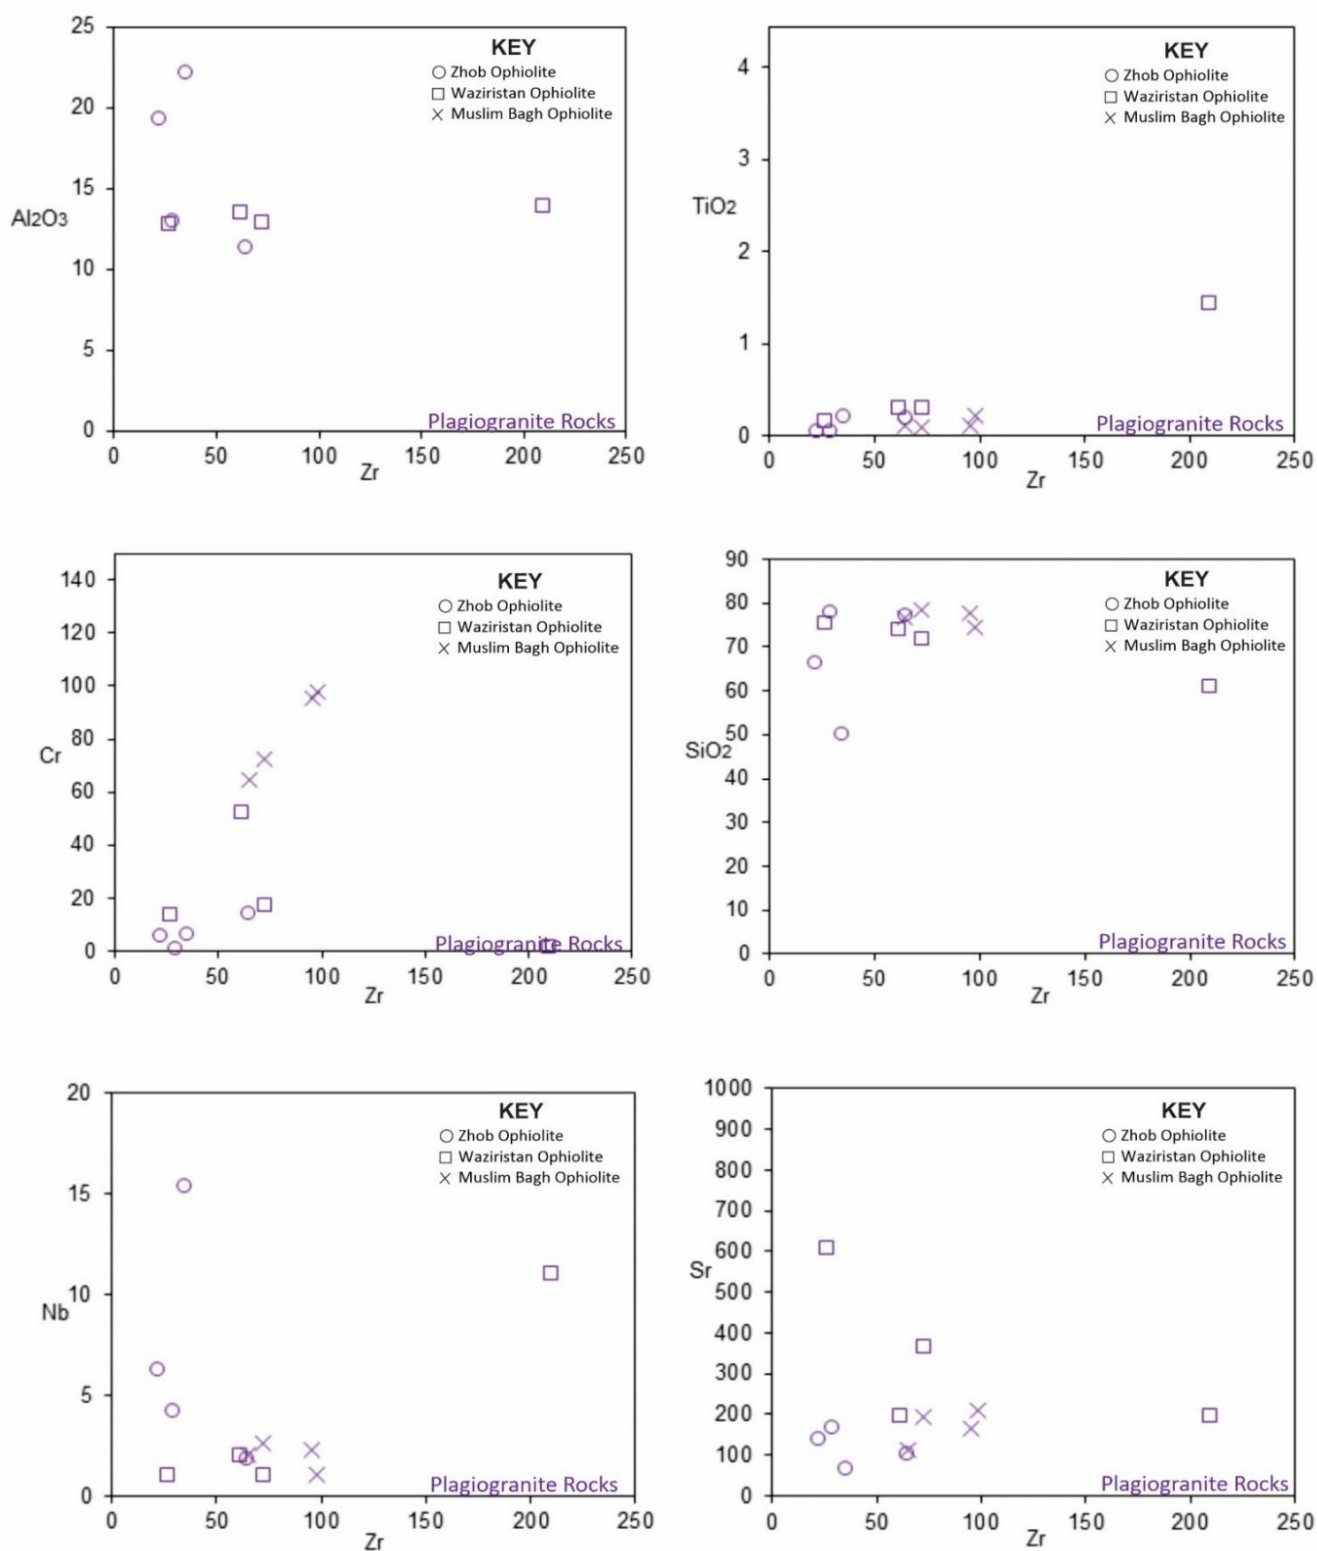 25
20
15
Al2O3
10
5
0
0 50 100 150 200 250
Zr
KEY
Zhob Ophiolite
Waziristan Ophiolite
Muslim Bagh Ophiolite
Plagiogranite Rocks
4
3
TiO2
2
1
0
0 50 100 150 200 250
Zr
KEY
Zhob Ophiolite
Waziristan Ophiolite
Muslim Bagh Ophiolite
Plagiogranite Rocks
140
120
100
80
Cr
60
40
20
0
0 50 100 150 200 250
Zr
KEY
Zhob Ophiolite
Waziristan Ophiolite
Muslim Bagh Ophiolite
Plagiogranite Rocks
90
80
70
60
50
SiO2
40
30
20
10
0
0 50 100 150 200 250
Zr
KEY
Zhob Ophiolite
Waziristan Ophiolite
Muslim Bagh Ophiolite
Plagiogranite Rocks
20
15
10
Nb
5
0
0 50 100 150 200 250
Zr
KEY
Zhob Ophiolite
Waziristan Ophiolite
Muslim Bagh Ophiolite
Plagiogranite Rocks
1000
900
800
700
600
Sr
500
400
300
200
100
0
0 50 100 150 200 250
Zr
KEY
Zhob Ophiolite
Waziristan Ophiolite
Muslim Bagh Ophiolite
Plagiogranite Rocks